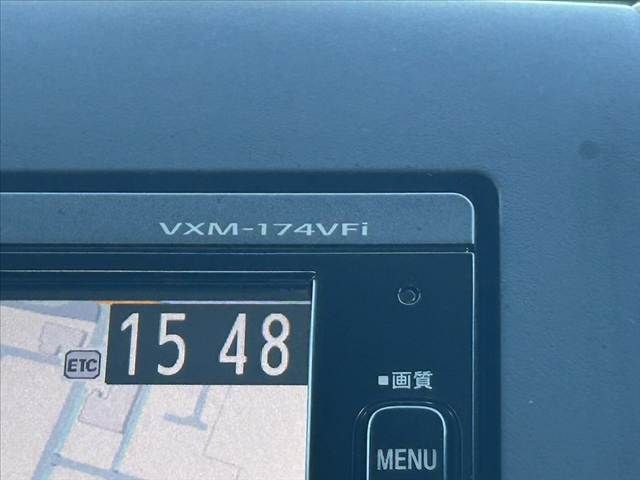 VXM-174VFi
15 48
ETC
■画質
MENU